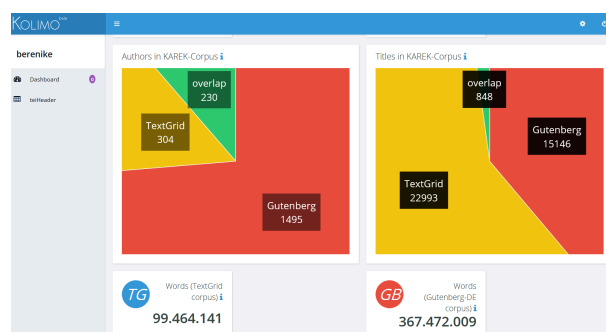 KOLIMO beta
berenike
Dashboard 0
teiHeader
Authors in KAREK-Corpus i
overlap
230
TextGrid
304
Gutenberg
1495
Titles in KAREK-Corpus i
overlap
848
Gutenberg
15146
TextGrid
22993
TG
Words (TextGrid
corpus) i
99.464.141
GB
Words
(Gutenberg-DE
corpus) i
367.472.009